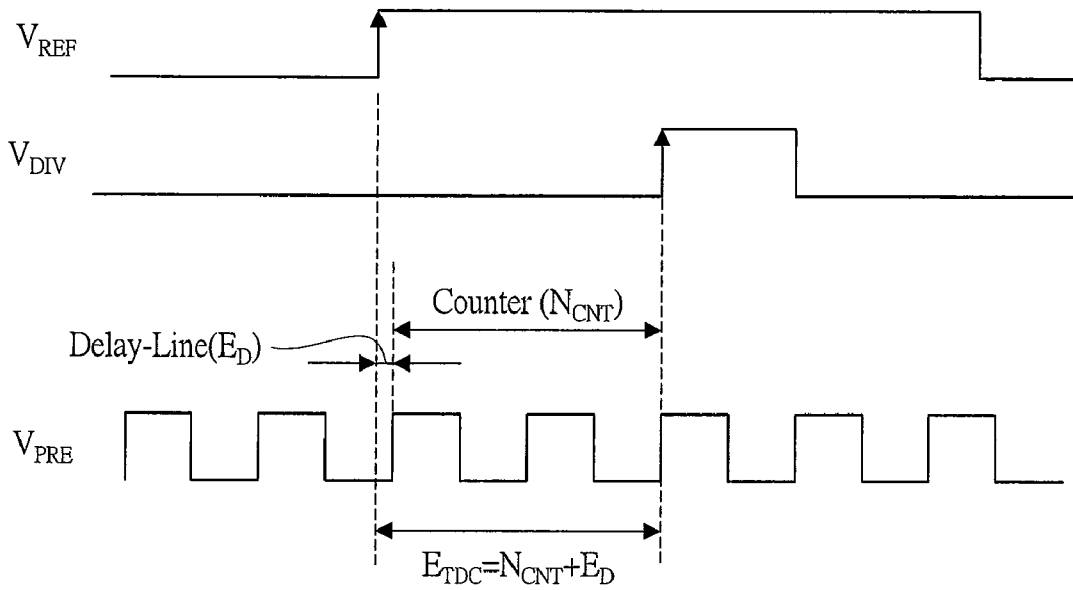 V_REF
V_DIV
Counter (N_CNT)
Delay-Line(E_D)
V_PRE
E_TDC=N_CNT+E_D